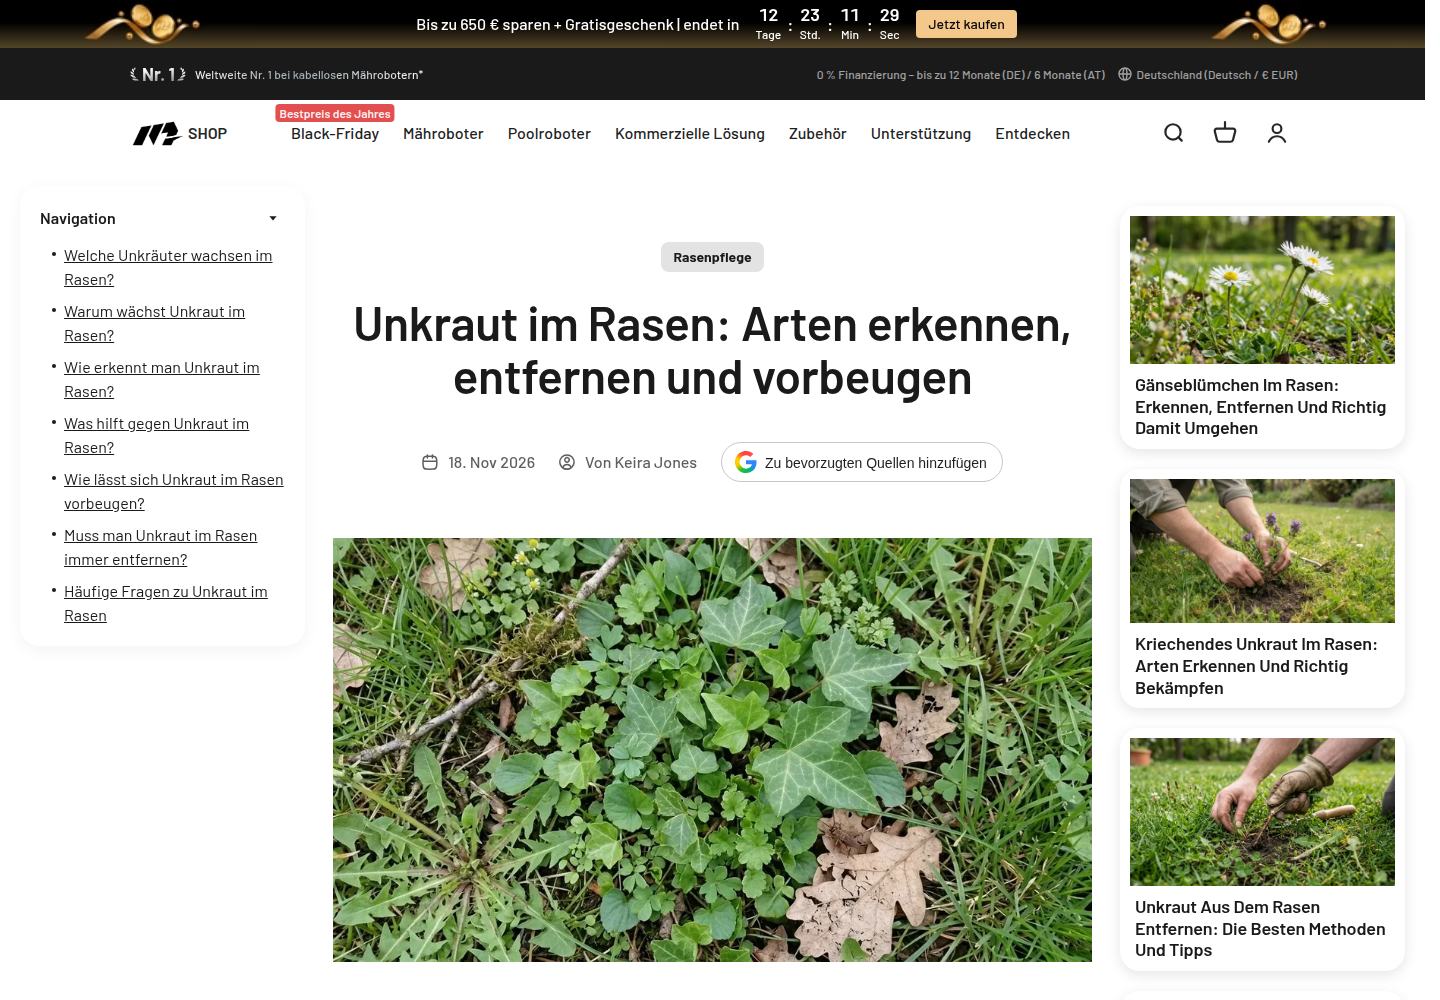 Bis zu 650 € sparen + Gratisgeschenk | endet in
12 : 23 : 11 : 29
Tage Std. Min Sec
Jetzt kaufen
Nr. 1
Weltweite Nr. 1 bei kabellosen Mährobotern*
0 % Finanzierung – bis zu 12 Monate (DE) / 6 Monate (AT)
Deutschland (Deutsch / € EUR)
SHOP
Bestpreis des Jahres
Black-Friday
Mähroboter
Poolroboter
Kommerzielle Lösung
Zubehör
Unterstützung
Entdecken
Navigation
Welche Unkräuter wachsen im
Rasen?
Warum wächst Unkraut im
Rasen?
Wie erkennt man Unkraut im
Rasen?
Was hilft gegen Unkraut im
Rasen?
Wie lässt sich Unkraut im Rasen
vorbeugen?
Muss man Unkraut im Rasen
immer entfernen?
Häufige Fragen zu Unkraut im
Rasen
Rasenpflege
Unkraut im Rasen: Arten erkennen,
entfernen und vorbeugen
18. Nov 2026
Von Keira Jones
Zu bevorzugten Quellen hinzufügen
Gänseblümchen Im Rasen:
Erkennen, Entfernen Und Richtig
Damit Umgehen
Kriechendes Unkraut Im Rasen:
Arten Erkennen Und Richtig
Bekämpfen
Unkraut Aus Dem Rasen
Entfernen: Die Besten Methoden
Und Tipps